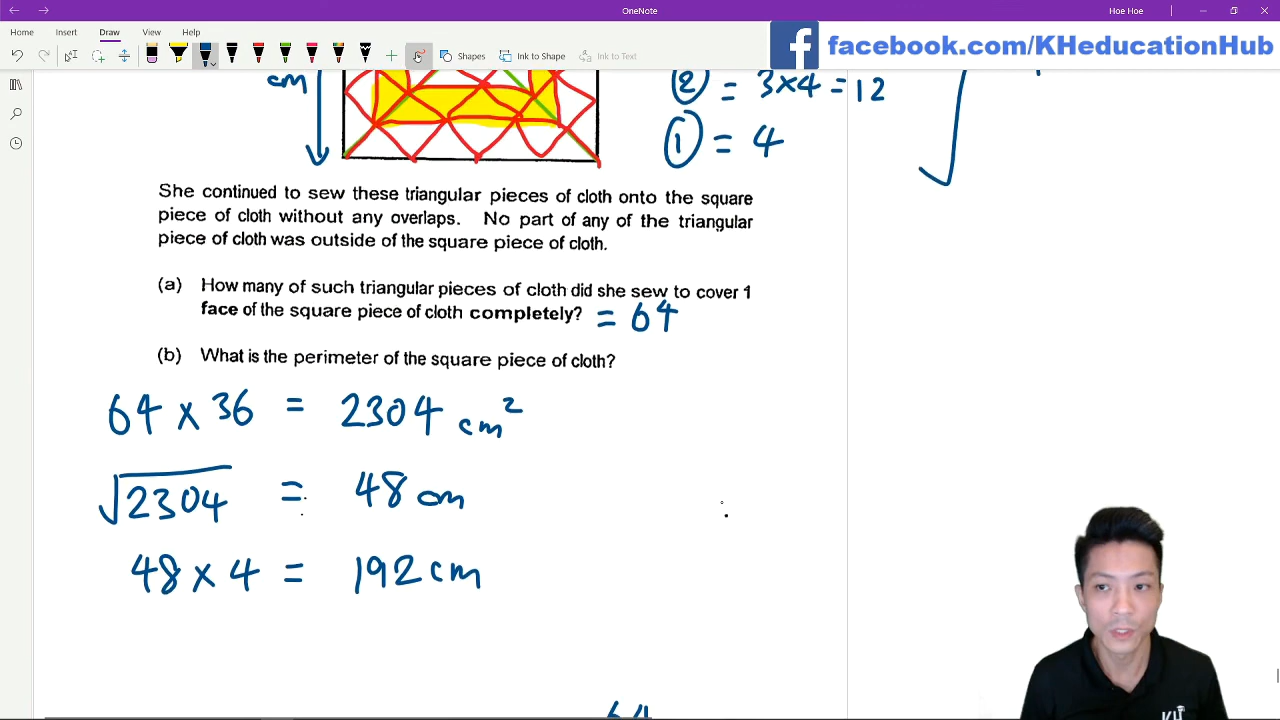 OneNote
Hoe Hoe
Home Insert Draw View Help
Shapes Ink to Shape Ink to Text
facebook.com/KHeducationHub
cm
② = 3×4 = 12
① = 4
She continued to sew these triangular pieces of cloth onto the square
piece of cloth without any overlaps. No part of any of the triangular
piece of cloth was outside of the square piece of cloth.
(a) How many of such triangular pieces of cloth did she sew to cover 1
face of the square piece of cloth completely? = 64
(b) What is the perimeter of the square piece of cloth?
64 × 36 = 2304 cm²
√2304 = 48 cm
48 × 4 = 192 cm
64
KH